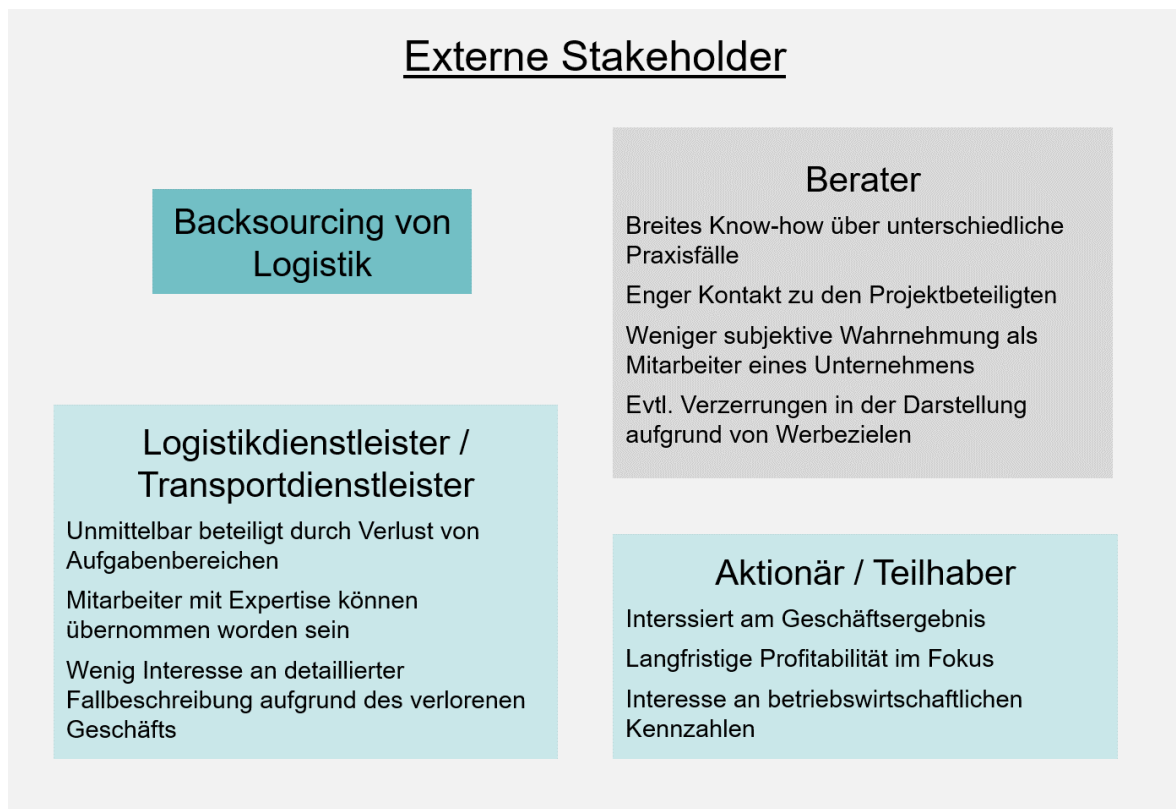 Externe Stakeholder
Backsourcing von
Logistik
Berater
Breites Know-how über unterschiedliche
Praxisfälle
Enger Kontakt zu den Projektbeteiligten
Weniger subjektive Wahrnehmung als
Mitarbeiter eines Unternehmens
Evtl. Verzerrungen in der Darstellung
aufgrund von Werbezielen
Logistikdienstleister /
Transportdienstleister
Unmittelbar beteiligt durch Verlust von
Aufgabenbereichen
Mitarbeiter mit Expertise können
übernommen worden sein
Wenig Interesse an detaillierter
Fallbeschreibung aufgrund des verlorenen
Geschäfts
Aktionär / Teilhaber
Interssiert am Geschäftsergebnis
Langfristige Profitabilität im Fokus
Interesse an betriebswirtschaftlichen
Kennzahlen